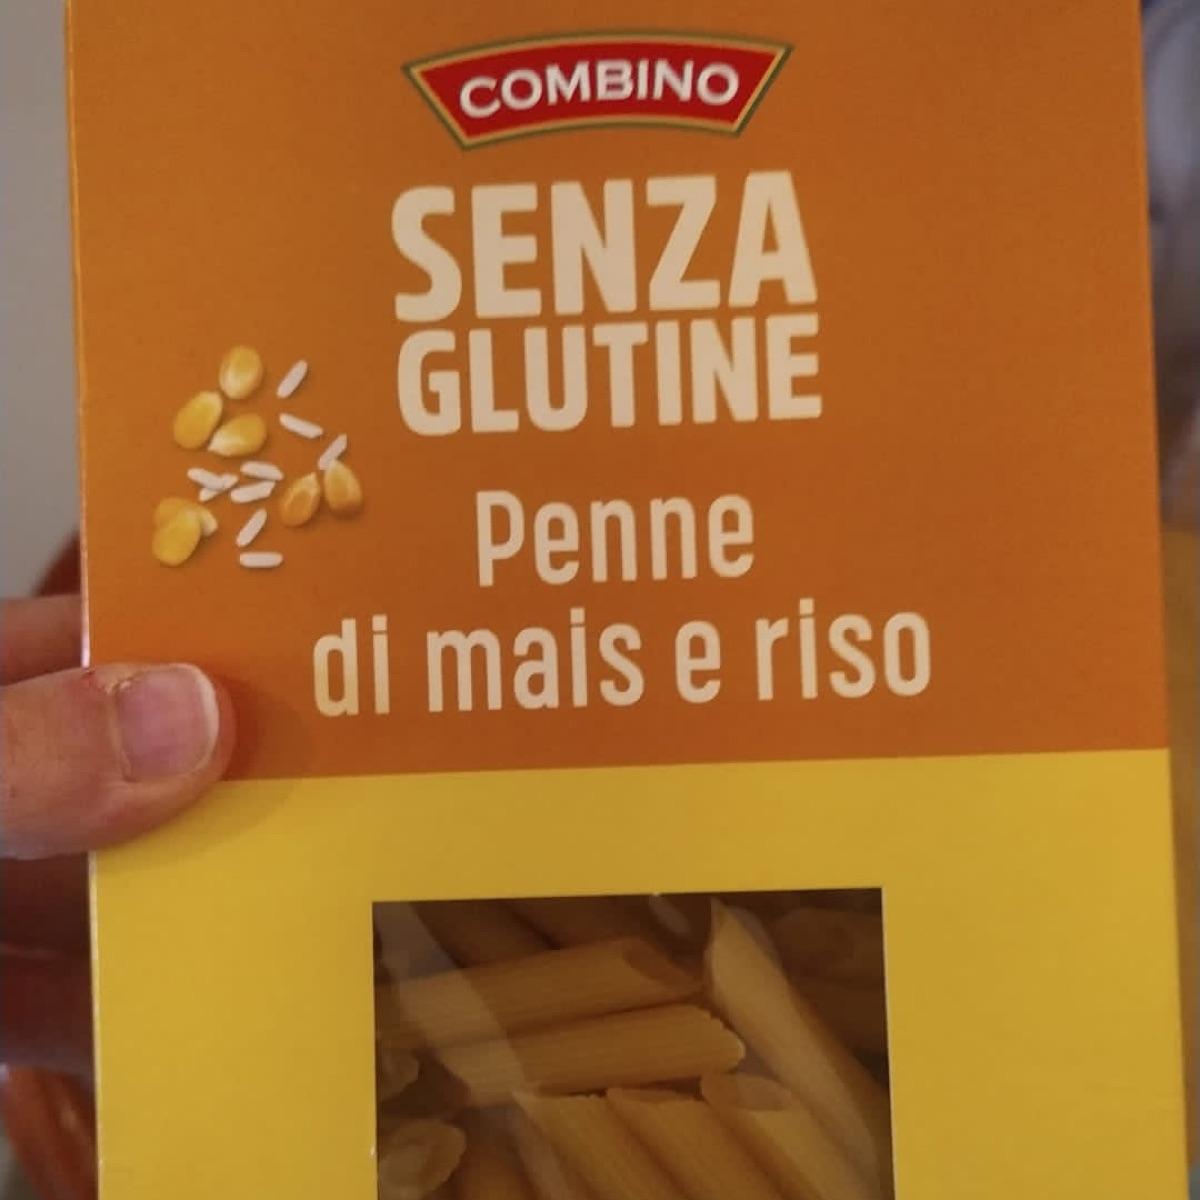 COMBINO
SENZA
GLUTINE
Penne
di mais e riso